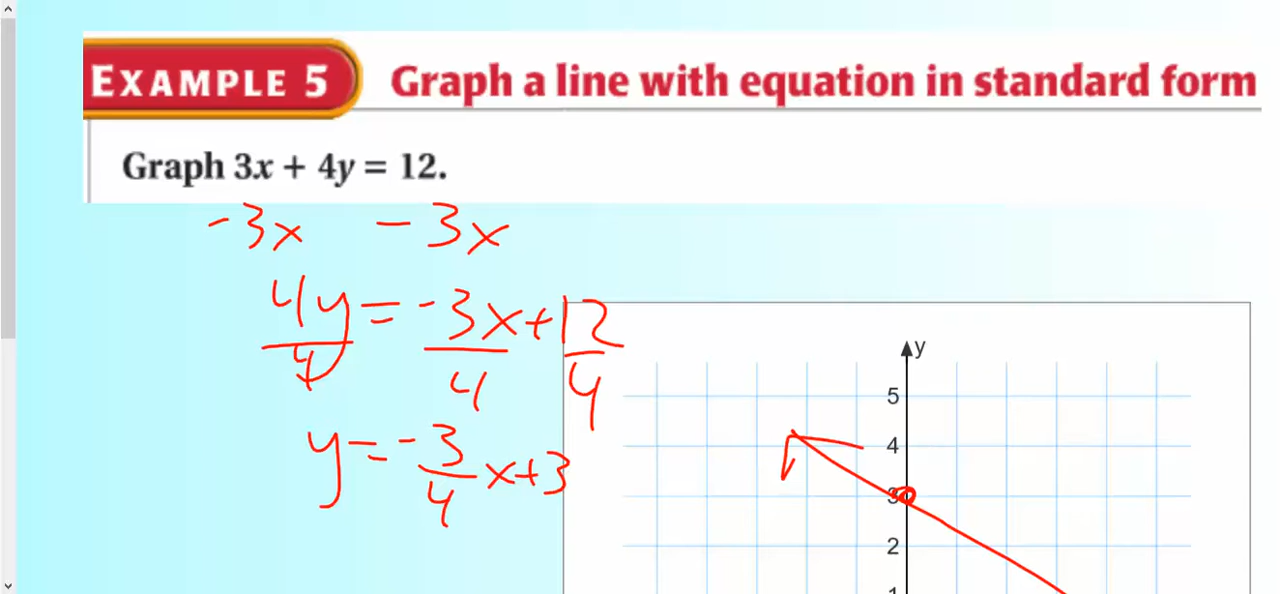 EXAMPLE 5 Graph a line with equation in standard form
Graph 3x + 4y = 12.
-3x -3x
4y = -3x + 12
4 4 4
y = -3/4 x + 3
y
5
4
3
2
1